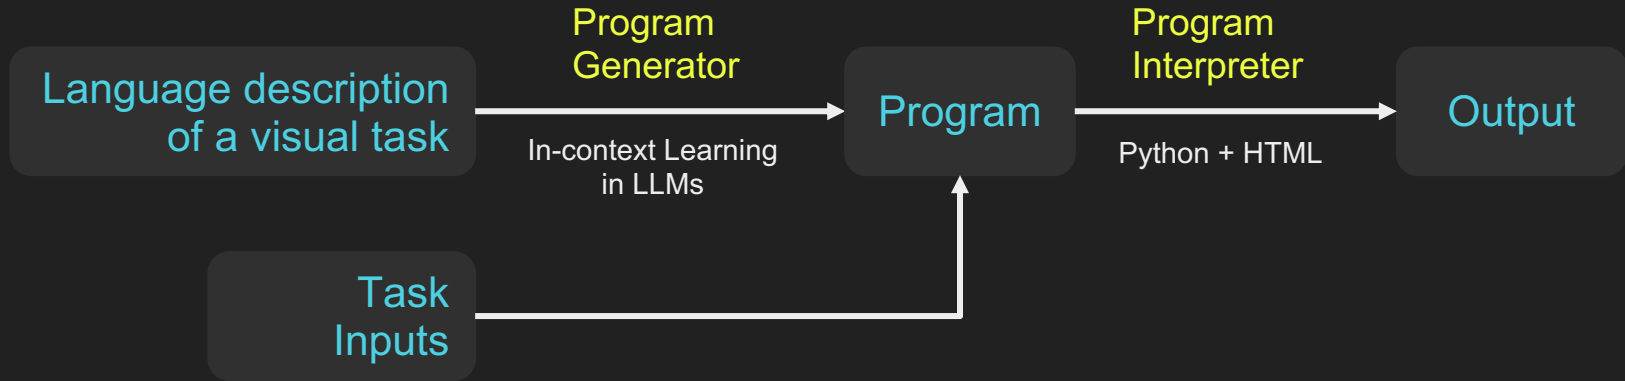 Language description
of a visual task
Program
Generator
In-context Learning
in LLMs
Program
Program
Interpreter
Python + HTML
Output
Task
Inputs